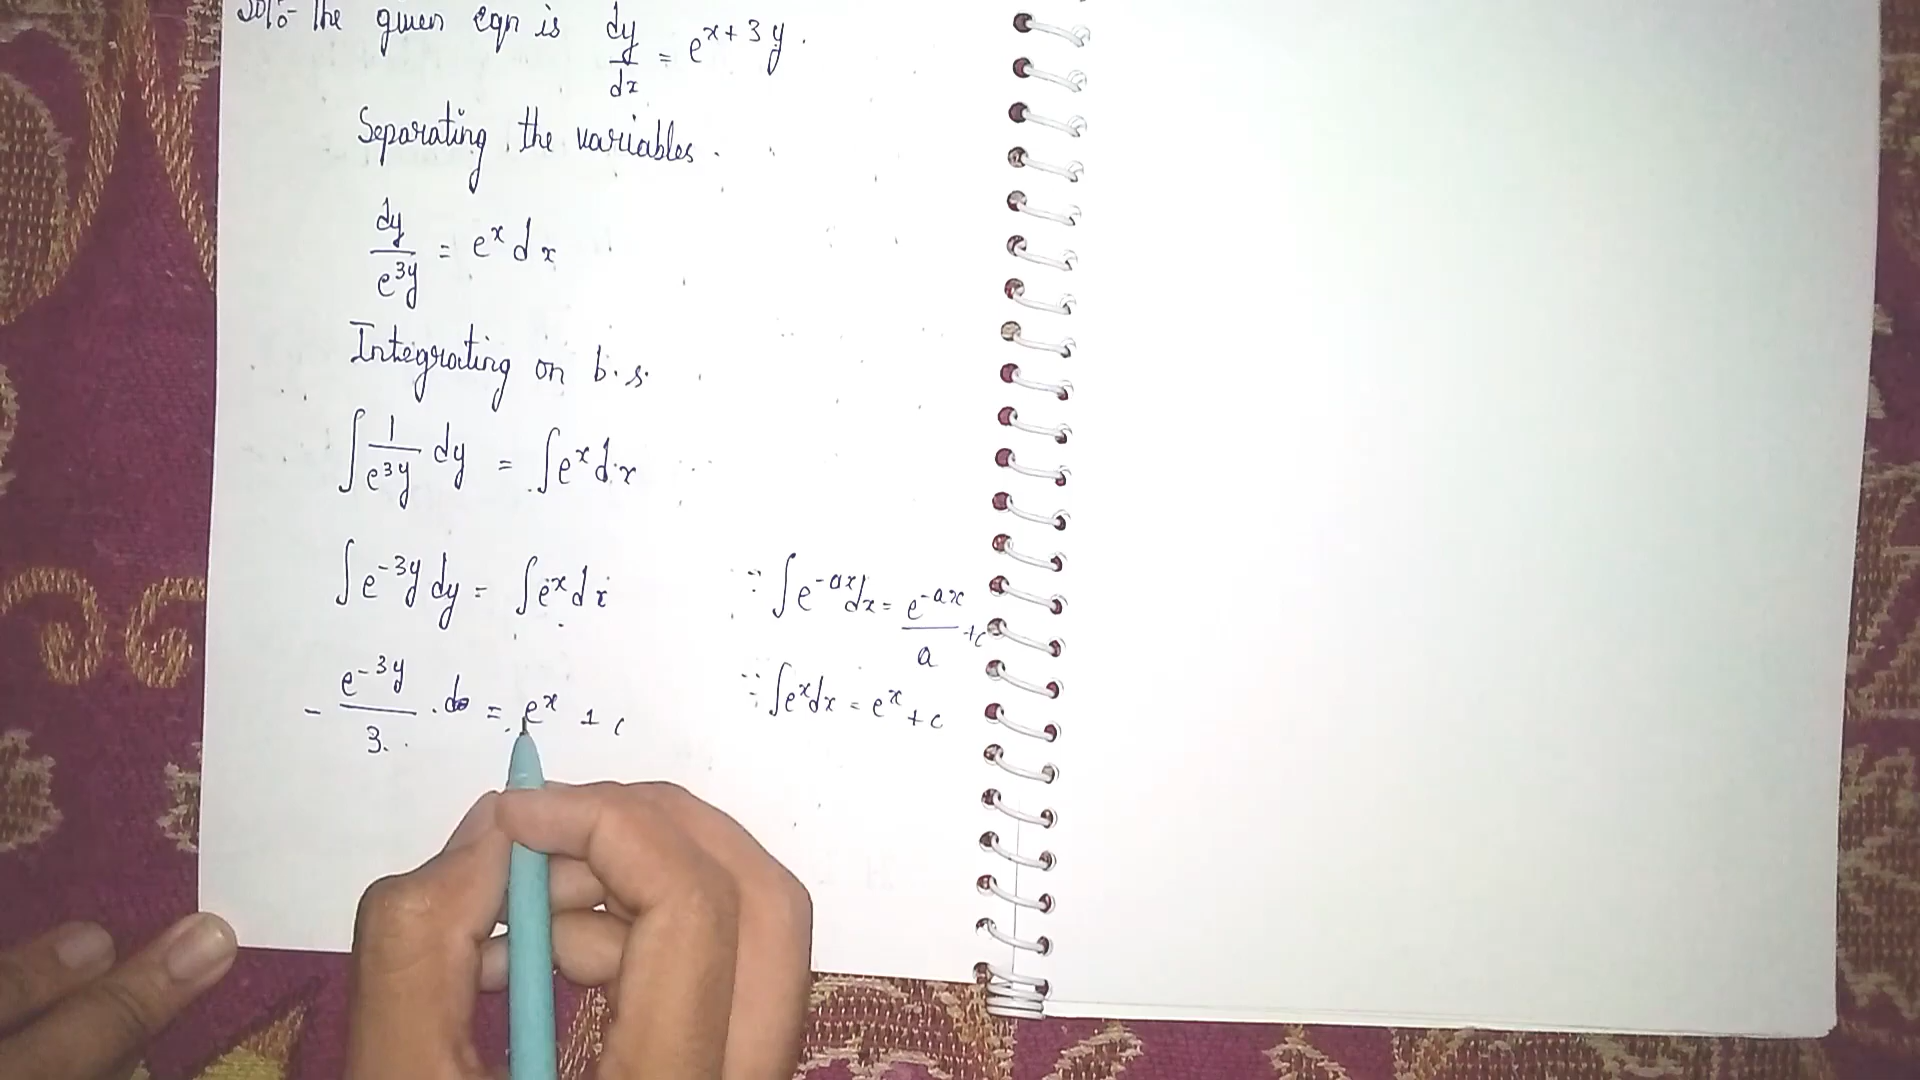 Sol:- The given eqn is dy/dx = e^(x+3y).
Separating the variables.
dy/e^(3y) = e^x dx
Integrating on b.s.
∫ 1/e^(3y) dy = ∫e^x dx
∫e^(-3y) dy = ∫e^x dx ∵ ∫e^(-ax) dx = e^(-ax)/a + c
- e^(-3y)/3 . = e^x + c ∵ ∫e^x dx = e^x + c